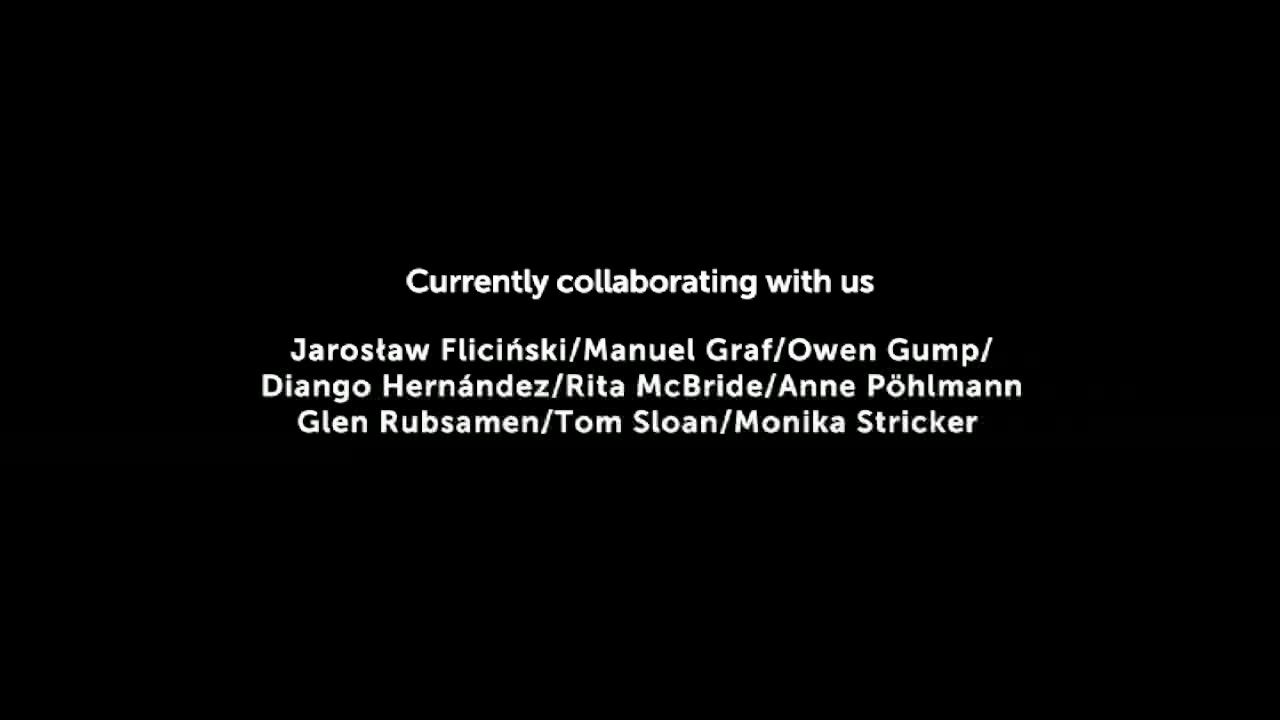 Currently collaborating with us
Jarosław Fliciński/Manuel Graf/Owen Gump/
Diango Hernández/Rita McBride/Anne Pöhlmann
Glen Rubsamen/Tom Sloan/Monika Stricker